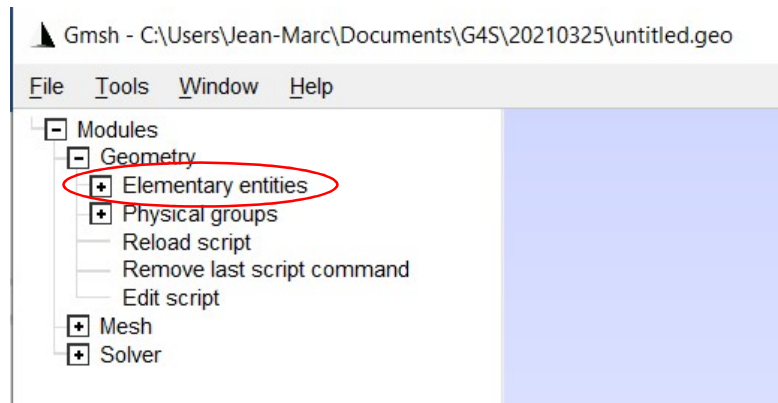 Gmsh - C:\Users\Jean-Marc\Documents\G4S\20210325\untitled.geo
File Tools Window Help
Modules
Geometry
Elementary entities
Physical groups
Reload script
Remove last script command
Edit script
Mesh
Solver